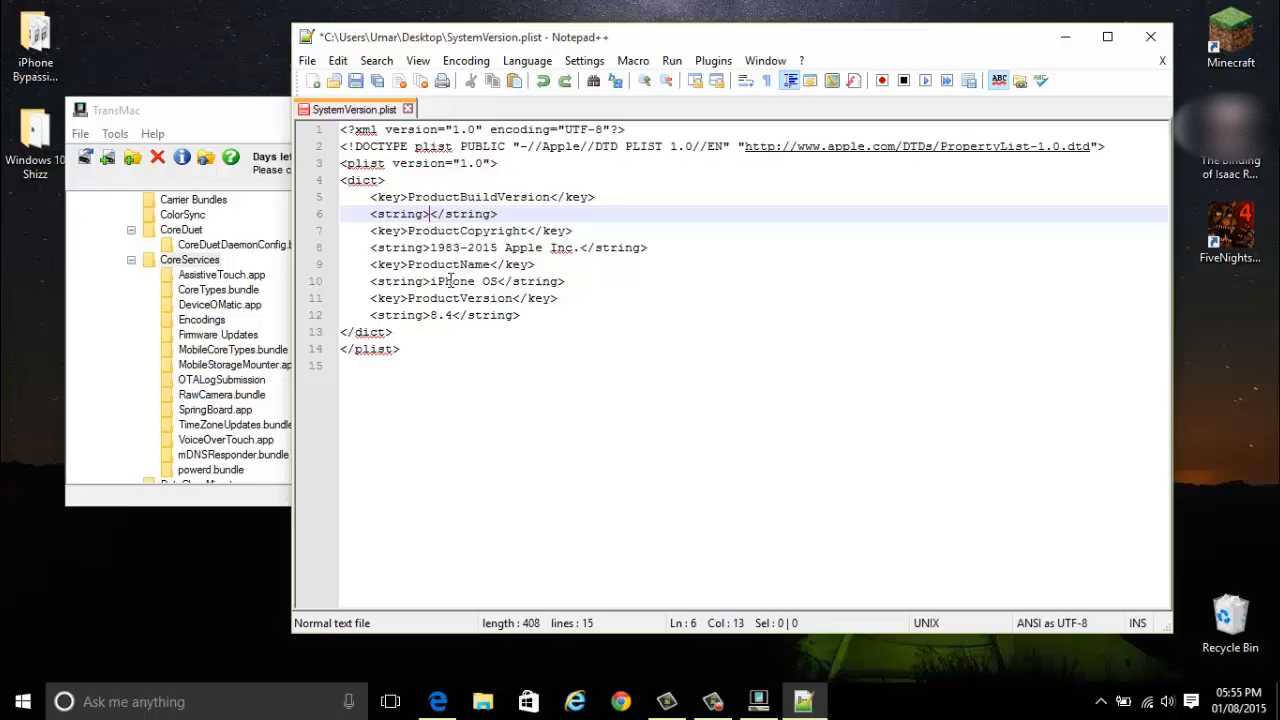 iPhone
Bypassi...
Windows 10
Shizz
TransMac
File Tools Help
Days lef
Please c
Carrier Bundles
ColorSync
CoreDuet
CoreDuetDaemonConfig.b
CoreServices
AssistiveTouch.app
CoreTypes.bundle
DeviceOMatic.app
Encodings
Firmware Updates
MobileCoreTypes.bundle
MobileStorageMounter.ap
OTALogSubmission
RawCamera.bundle
SpringBoard.app
TimeZoneUpdates.bundle
VoiceOverTouch.app
mDNSResponder.bundle
powerd.bundle
*C:\Users\Umar\Desktop\SystemVersion.plist - Notepad++
File Edit Search View Encoding Language Settings Macro Run Plugins Window ? X
ABC
SystemVersion.plist
1 <?xml version="1.0" encoding="UTF-8"?>
2 <!DOCTYPE plist PUBLIC "-//Apple//DTD PLIST 1.0//EN" "http://www.apple.com/DTDs/PropertyList-1.0.dtd">
3 <plist version="1.0">
4 <dict>
5 <key>ProductBuildVersion</key>
6 <string></string>
7 <key>ProductCopyright</key>
8 <string>1983-2015 Apple Inc.</string>
9 <key>ProductName</key>
10 <string>iPhone OS</string>
11 <key>ProductVersion</key>
12 <string>8.4</string>
13 </dict>
14 </plist>
15
Normal text file length : 408 lines : 15 Ln : 6 Col : 13 Sel : 0 | 0 UNIX ANSI as UTF-8 INS
Minecraft
The Binding
of Isaac R...
FiveNights...
Recycle Bin
Ask me anything
05:55 PM
01/08/2015